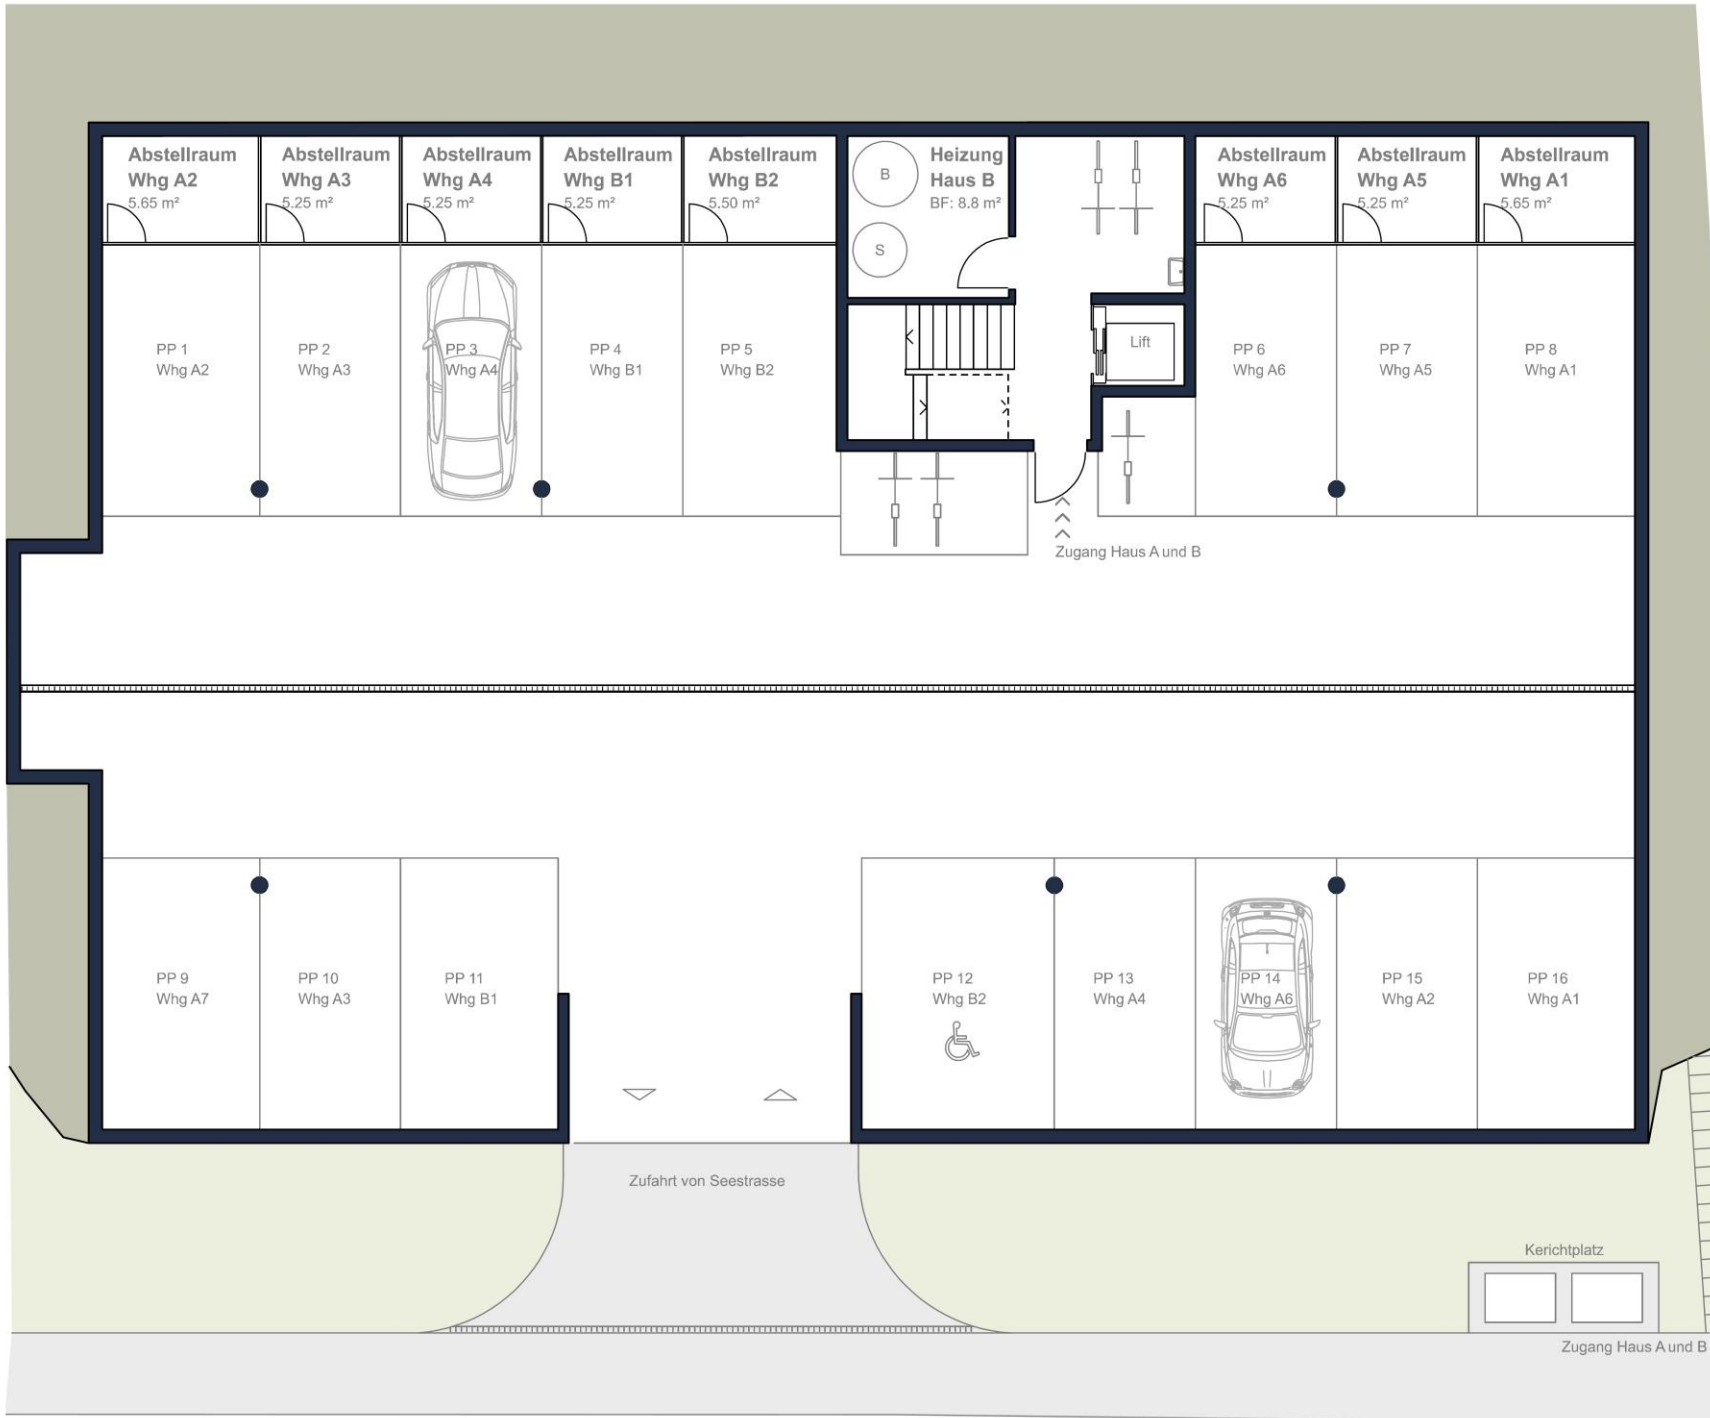 Abstellraum
Whg A2
5.65 m²
Abstellraum
Whg A3
5.25 m²
Abstellraum
Whg A4
5.25 m²
Abstellraum
Whg B1
5.25 m²
Abstellraum
Whg B2
5.50 m²
B
S
Heizung
Haus B
BF: 8.8 m²
Abstellraum
Whg A6
5.25 m²
Abstellraum
Whg A5
5.25 m²
Abstellraum
Whg A1
5.65 m²
PP 1
Whg A2
PP 2
Whg A3
PP 3
Whg A4
PP 4
Whg B1
PP 5
Whg B2
Lift
PP 6
Whg A6
PP 7
Whg A5
PP 8
Whg A1
Zugang Haus A und B
PP 9
Whg A7
PP 10
Whg A3
PP 11
Whg B1
PP 12
Whg B2
PP 13
Whg A4
PP 14
Whg A6
PP 15
Whg A2
PP 16
Whg A1
Zufahrt von Seestrasse
Kerichtplatz
Zugang Haus A und B